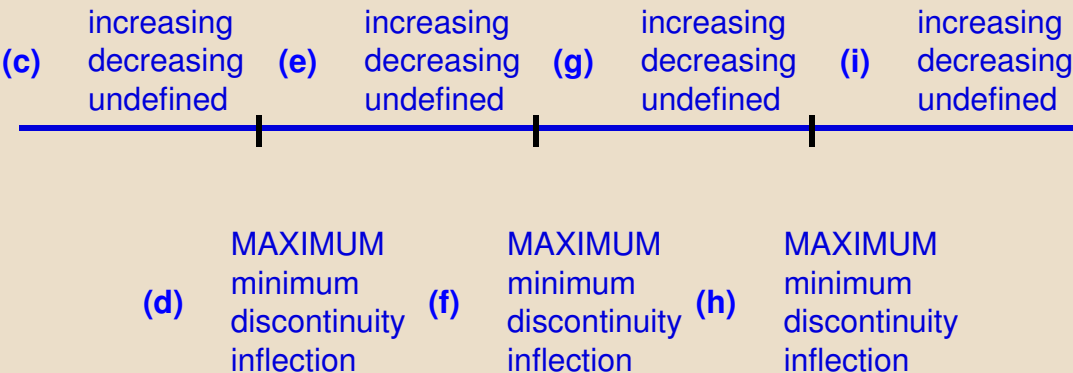 increasing increasing increasing increasing
(c) decreasing (e) decreasing (g) decreasing (i) decreasing
undefined undefined undefined undefined
MAXIMUM MAXIMUM MAXIMUM
minimum minimum minimum
(d) (f) (h)
discontinuity discontinuity discontinuity
inflection inflection inflection